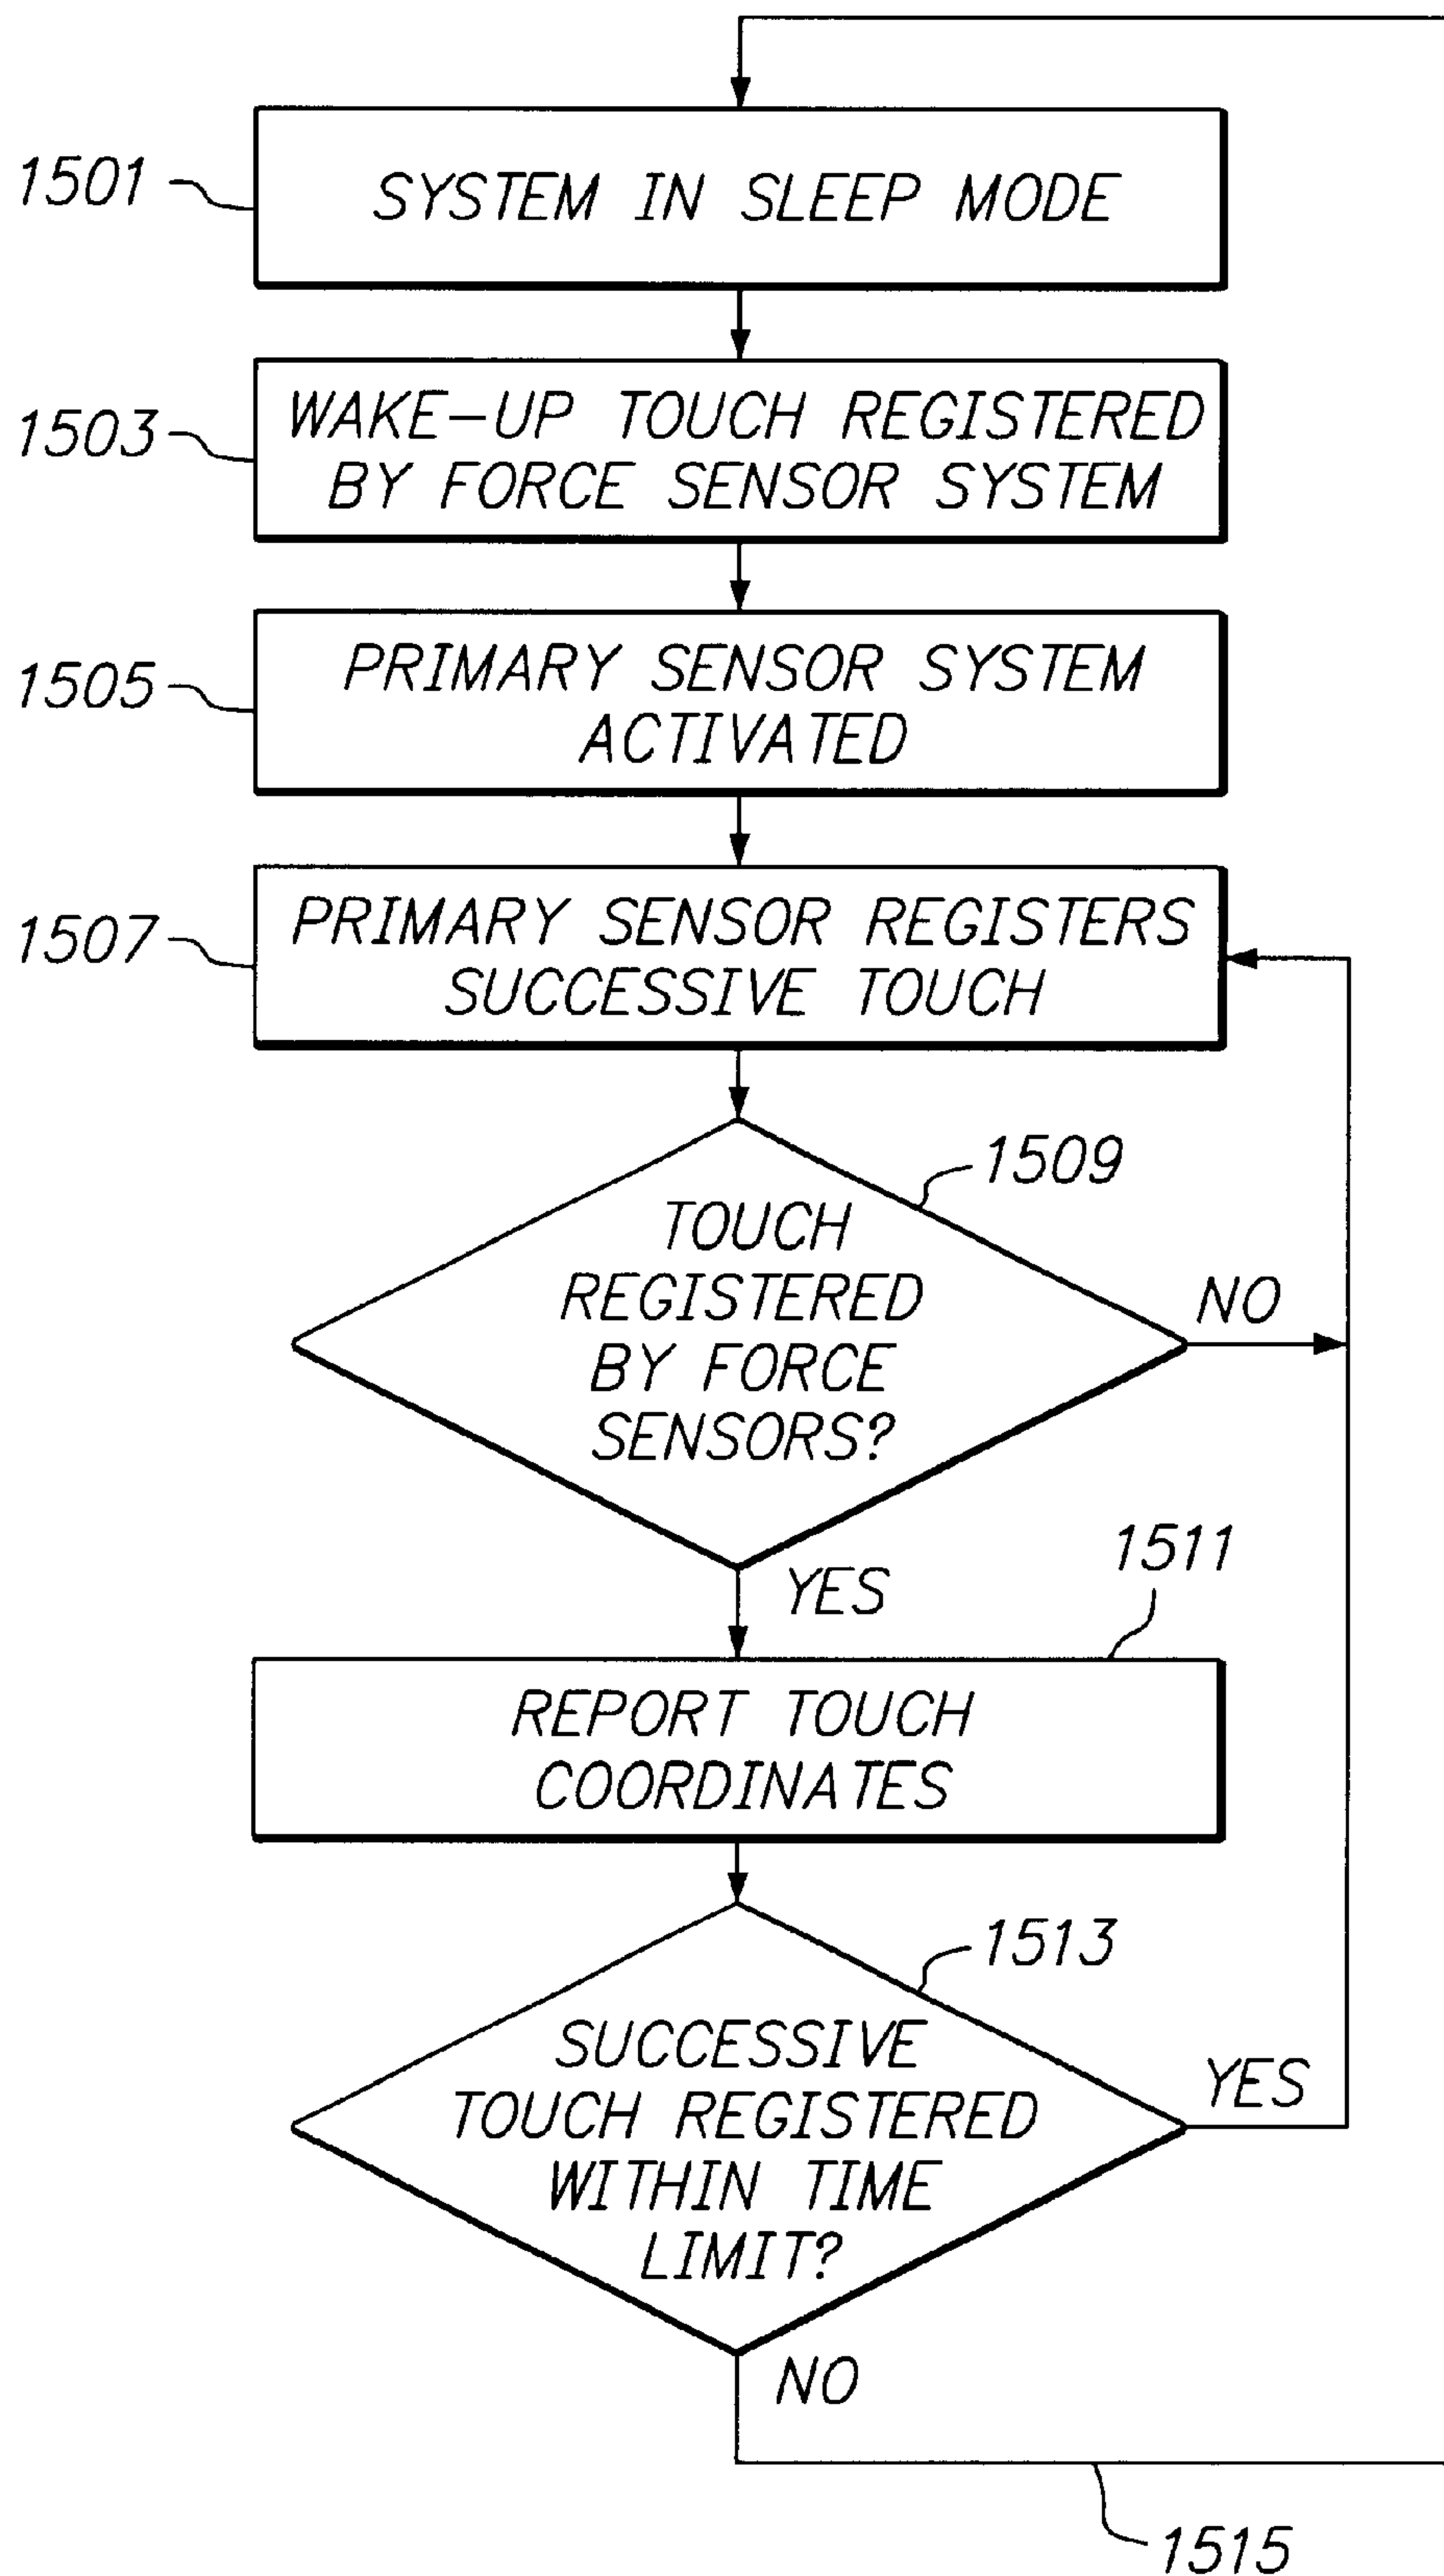 1501
SYSTEM IN SLEEP MODE
1503
WAKE-UP TOUCH REGISTERED
BY FORCE SENSOR SYSTEM
1505
PRIMARY SENSOR SYSTEM
ACTIVATED
1507
PRIMARY SENSOR REGISTERS
SUCCESSIVE TOUCH
1509
TOUCH
REGISTERED
BY FORCE
SENSORS?
NO
YES
1511
REPORT TOUCH
COORDINATES
1513
SUCCESSIVE
TOUCH REGISTERED
WITHIN TIME
LIMIT?
YES
NO
1515